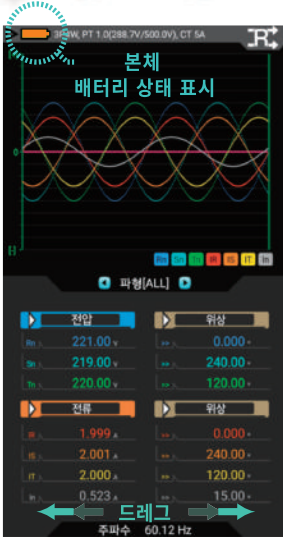 3P4W, PT 1.0(288.7V/500.0V), CT 5A
본체
배터리 상태 표시
H
0
H
Rn Sn Tn IR IS IT In
파형[ALL]
전압 위상
Rn 221.00 V 0.000 °
Sn 219.00 V 240.00 °
Tn 220.00 V 120.00 °
전류 위상
IR 1.999 A 0.000 °
IS 2.001 A 240.00 °
IT 2.000 A 120.00 °
In 0.523 A 15.00 °
드레그
주파수 60.12 Hz